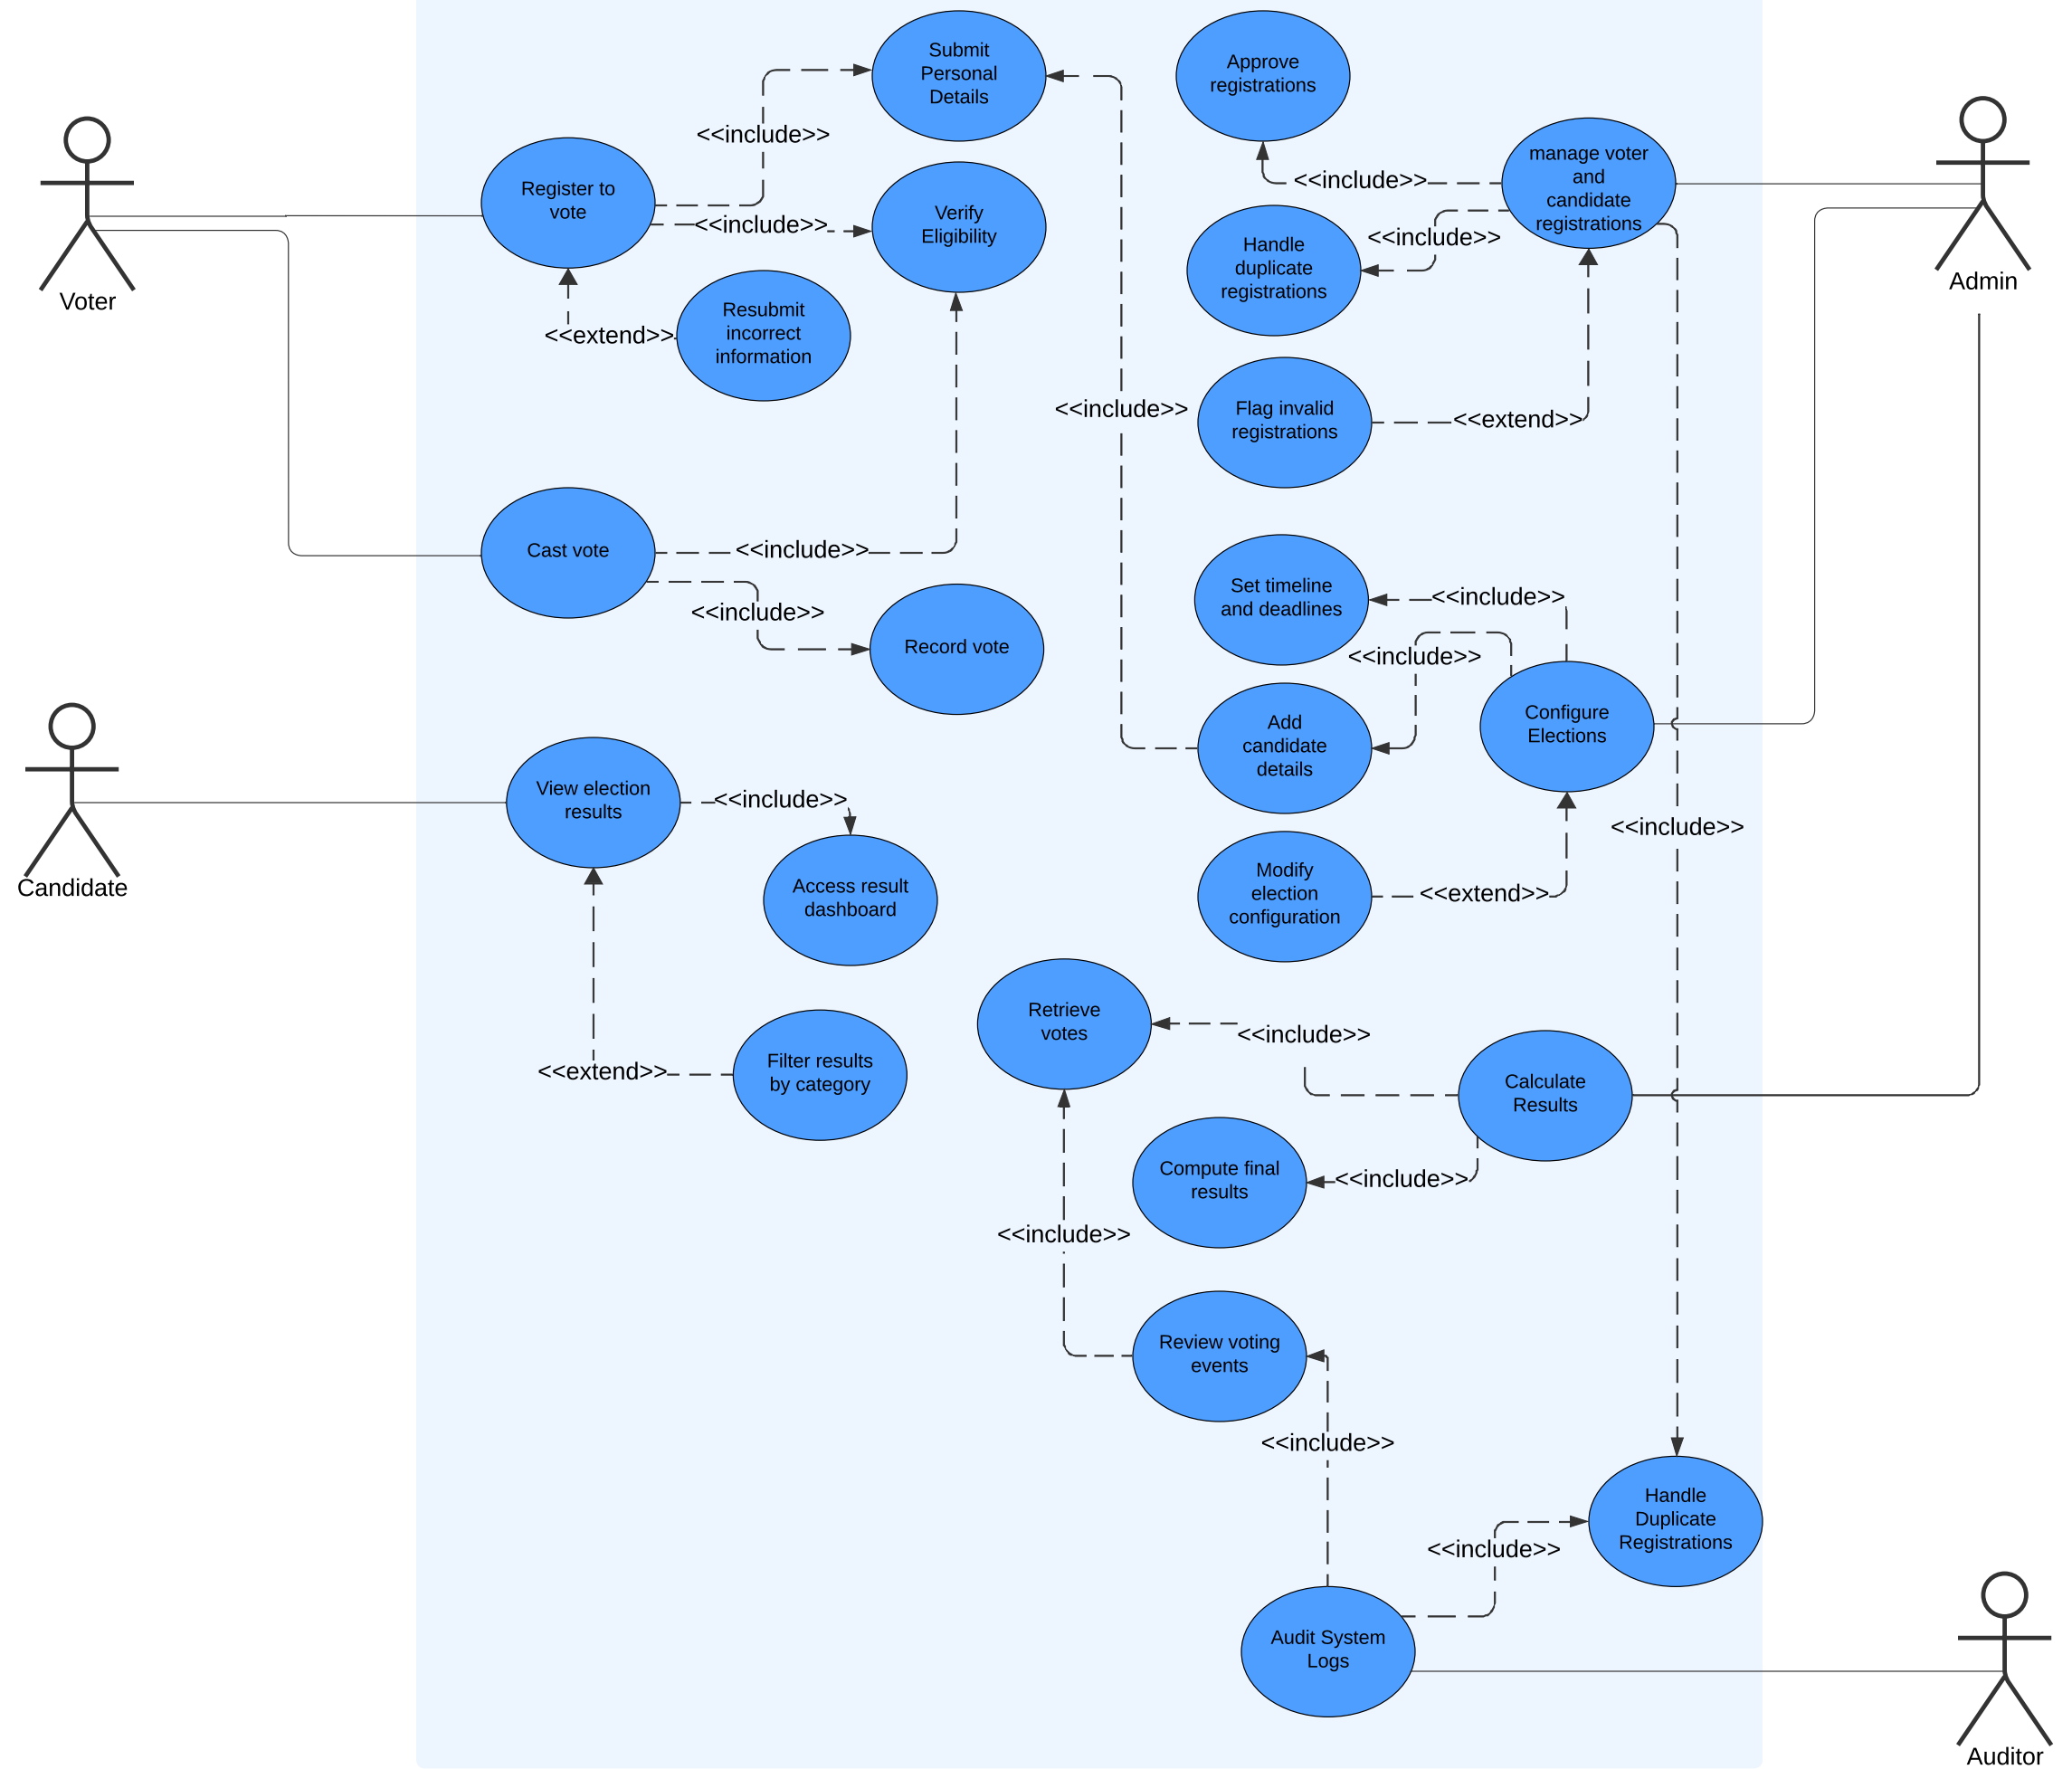 Submit
Personal
Details
Approve
registrations
<<include>>
manage voter
and
candidate
registrations
Register to
vote
<<include>>
<<include>>
Verify
Eligibility
Handle
duplicate
registrations
<<include>>
Voter
Admin
Resubmit
incorrect
information
<<extend>>
<<include>>
Flag invalid
registrations
<<extend>>
Cast vote
<<include>>
Set timeline
and deadlines
<<include>>
<<include>>
Record vote
<<include>>
Configure
Elections
Add
candidate
details
View election
results
<<include>>
<<include>>
Candidate
Access result
dashboard
Modify
election
configuration
<<extend>>
Retrieve
votes
<<include>>
Filter results
by category
<<extend>>
Calculate
Results
Compute final
results
<<include>>
<<include>>
Review voting
events
<<include>>
Handle
Duplicate
Registrations
<<include>>
Audit System
Logs
Auditor